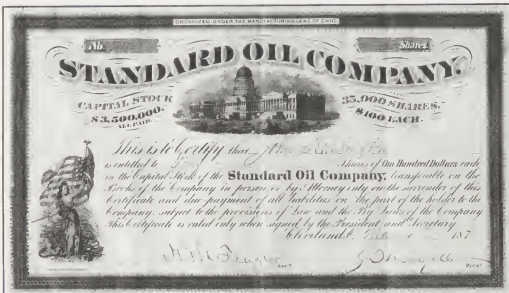 ORGANIZED UNDER THE MANUFACTURING LAWS OF OHIO
No. Shares
STANDARD OIL COMPANY.
CAPITAL STOCK 35,000 SHARES,
$3,500,000. $100 EACH.
ALL PAID.
This is to Certify that
is entitled to Shares of One Hundred Dollars each
in the Capital Stock of the Standard Oil Company, transferable on the
Books of the Company in person or by Attorney only on the surrender of this
Certificate and due payment of all liabilities on the part of the holder to the
Company, subject to the provisions of Law and the By Laws of the Company
This Certificate is valid only when signed by the President and Secretary
Cleveland, O. 187